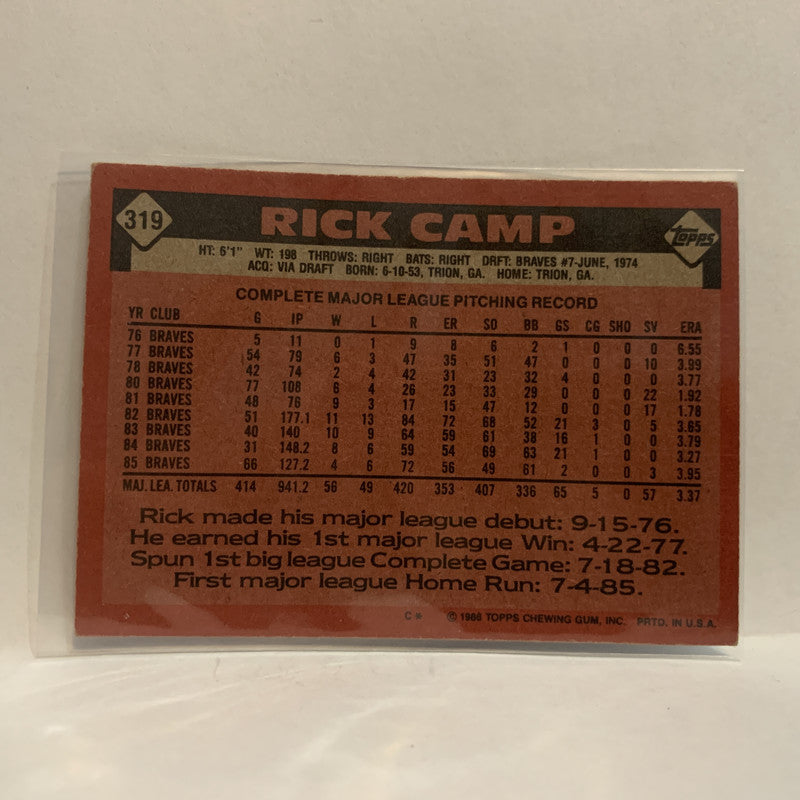 319 RICK CAMP TOPPS
HT: 6'1" WT: 198 THROWS: RIGHT BATS: RIGHT DRFT: BRAVES #7-JUNE, 1974
ACQ: VIA DRAFT BORN: 6-10-53, TRION, GA. HOME: TRION, GA.
COMPLETE MAJOR LEAGUE PITCHING RECORD
YR CLUB G IP W L R ER SO BB GS CG SHO SV ERA
76 BRAVES 5 11 0 1 9 8 6 2 1 0 0 0 6.55
77 BRAVES 54 79 6 3 47 35 51 47 0 0 0 10 3.99
78 BRAVES 42 74 2 4 42 31 23 32 4 0 0 0 3.77
80 BRAVES 77 108 6 4 26 23 33 29 0 0 0 22 1.92
81 BRAVES 48 76 9 3 17 15 47 12 0 0 0 17 1.78
82 BRAVES 51 177.1 11 13 84 72 68 52 21 3 0 5 3.65
83 BRAVES 40 140 10 9 64 59 61 38 16 1 0 0 3.79
84 BRAVES 31 148.2 8 6 59 54 69 63 21 1 0 0 3.27
85 BRAVES 66 127.2 4 6 72 56 49 61 2 0 0 3 3.95
MAJ. LEA. TOTALS 414 941.2 56 49 420 353 407 336 65 5 0 57 3.37
Rick made his major league debut: 9-15-76.
He earned his 1st major league Win: 4-22-77.
Spun 1st big league Complete Game: 7-18-82.
First major league Home Run: 7-4-85.
C* © 1986 TOPPS CHEWING GUM, INC. PRTD. IN U.S.A.